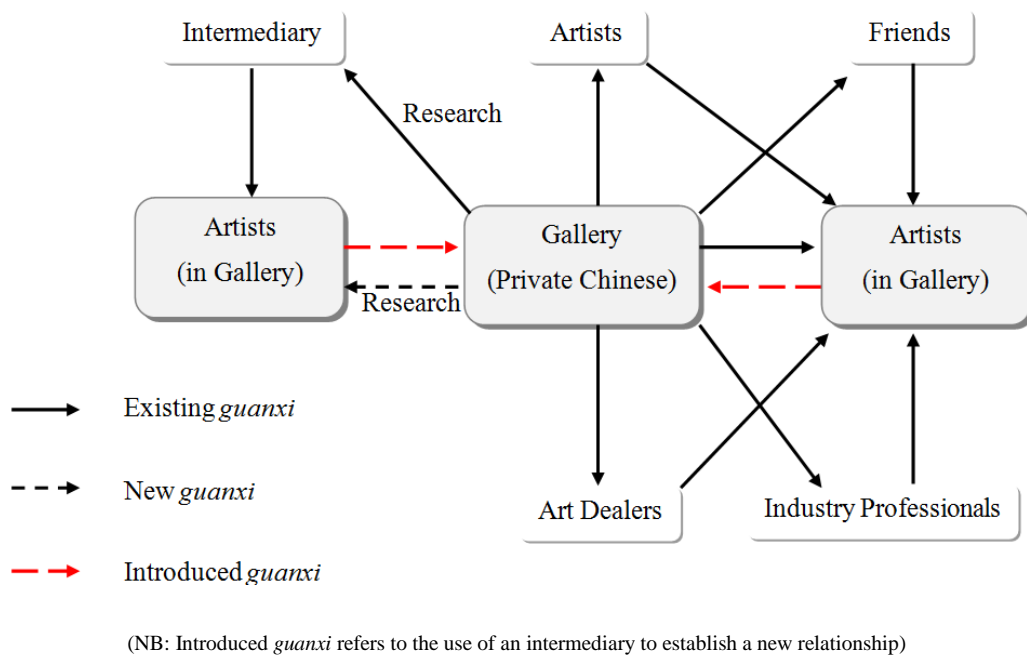 Intermediary
Artists
Friends
Research
Artists
(in Gallery)
Gallery
(Private Chinese)
Artists
(in Gallery)
Research
Existing guanxi
New guanxi
Introduced guanxi
Art Dealers
Industry Professionals
(NB: Introduced guanxi refers to the use of an intermediary to establish a new relationship)